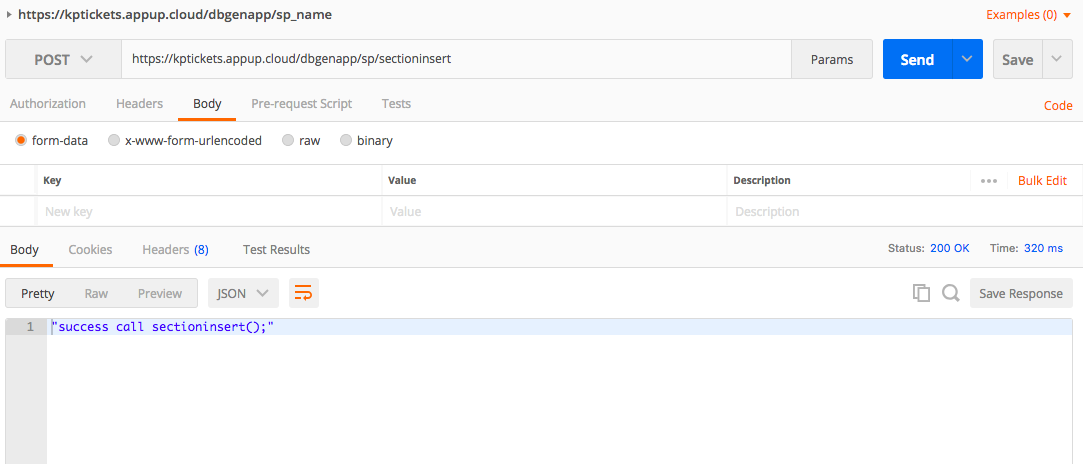 https://kptickets.appup.cloud/dbgenapp/sp_name Examples (0)
POST https://kptickets.appup.cloud/dbgenapp/sp/sectioninsert Params Send Save
Authorization Headers Body Pre-request Script Tests Code
form-data x-www-form-urlencoded raw binary
Key Value Description ••• Bulk Edit
New key Value Description
Body Cookies Headers (8) Test Results Status: 200 OK Time: 320 ms
Pretty Raw Preview JSON Save Response
1 "success call sectioninsert();"